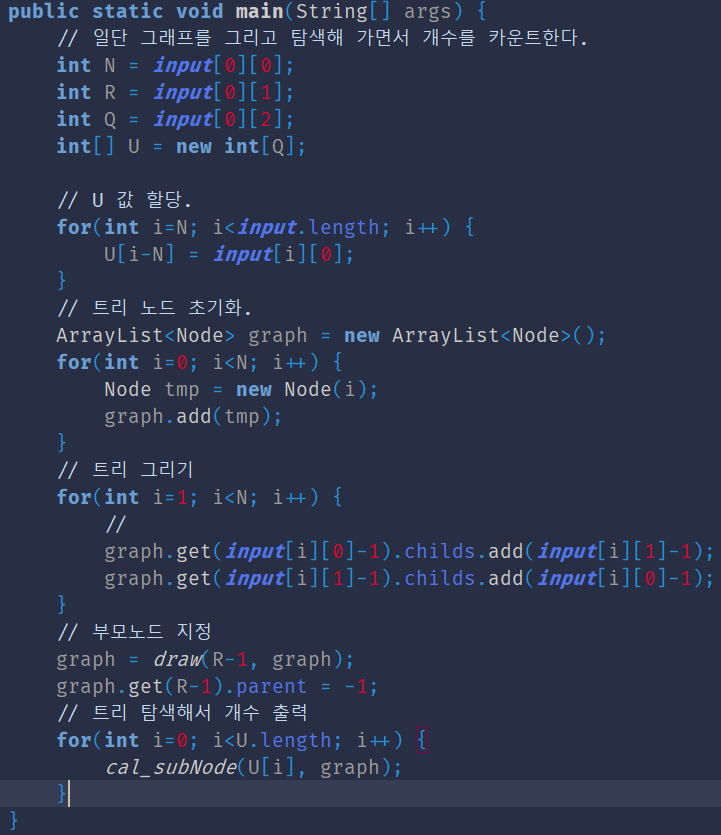 public static void main(String[] args) {
    // 일단 그래프를 그리고 탐색해 가면서 개수를 카운트한다.
    int N = input[0][0];
    int R = input[0][1];
    int Q = input[0][2];
    int[] U = new int[Q];

    // U 값 할당.
    for(int i=N; i<input.length; i++) {
        U[i-N] = input[i][0];
    }
    // 트리 노드 초기화.
    ArrayList<Node> graph = new ArrayList<Node>();
    for(int i=0; i<N; i++) {
        Node tmp = new Node(i);
        graph.add(tmp);
    }
    // 트리 그리기
    for(int i=1; i<N; i++) {
        //
        graph.get(input[i][0]-1).childs.add(input[i][1]-1);
        graph.get(input[i][1]-1).childs.add(input[i][0]-1);
    }
    // 부모노드 지정
    graph = draw(R-1, graph);
    graph.get(R-1).parent = -1;
    // 트리 탐색해서 개수 출력
    for(int i=0; i<U.length; i++) {
        cal_subNode(U[i], graph);
    }
}